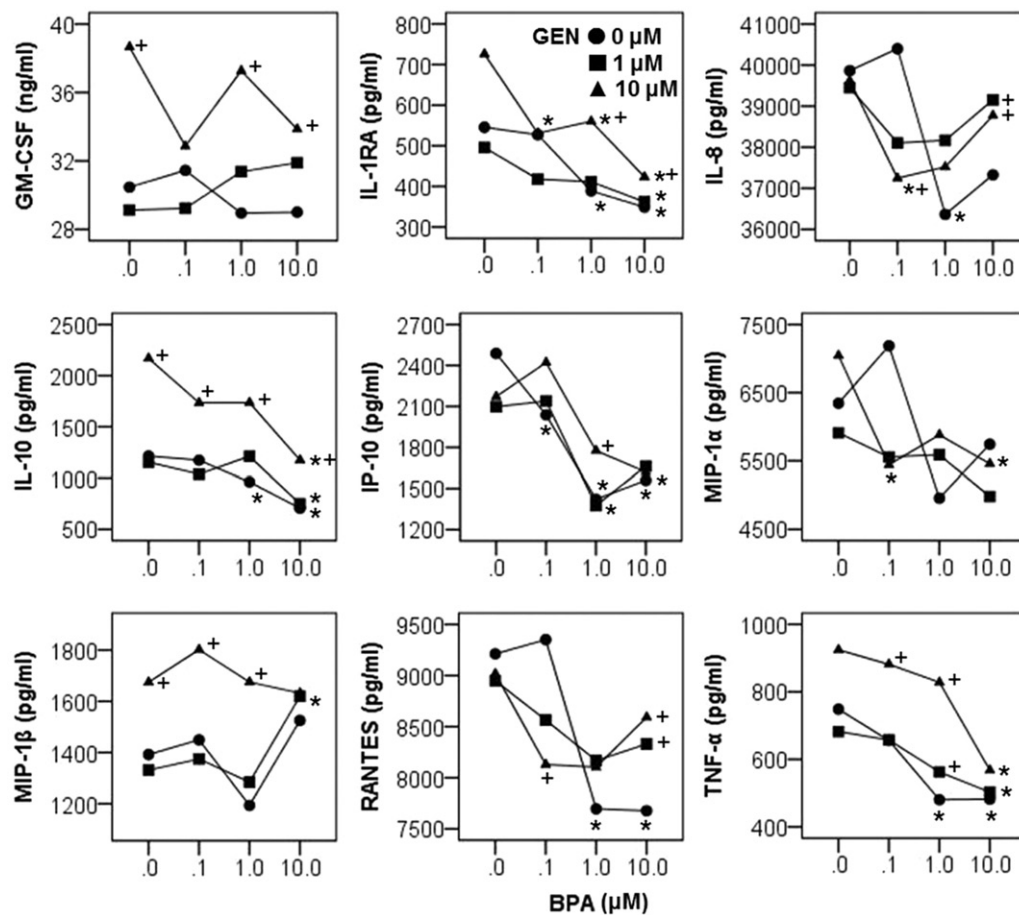 GM-CSF (ng/ml)
40
36
32
28
.0 .1 1.0 10.0
+ + +
IL-1RA (pg/ml)
800
700
600
500
400
300
.0 .1 1.0 10.0
GEN 0 µM
1 µM
10 µM
* *+
*+
* * *
IL-8 (pg/ml)
41000
40000
39000
38000
37000
36000
.0 .1 1.0 10.0
+
+
*+ *
IL-10 (pg/ml)
2500
2000
1500
1000
500
.0 .1 1.0 10.0
+ + +
*+
* * *
IP-10 (pg/ml)
2700
2400
2100
1800
1500
1200
.0 .1 1.0 10.0
* +
* * * *
MIP-1α (pg/ml)
7500
6500
5500
4500
.0 .1 1.0 10.0
* *
MIP-1β (pg/ml)
1800
1600
1400
1200
.0 .1 1.0 10.0
+ + +
*
RANTES (pg/ml)
9500
9000
8500
8000
7500
.0 .1 1.0 10.0
+
+
+
* *
TNF-α (pg/ml)
1000
800
600
400
.0 .1 1.0 10.0
+ +
+ *
* * *
BPA (µM)